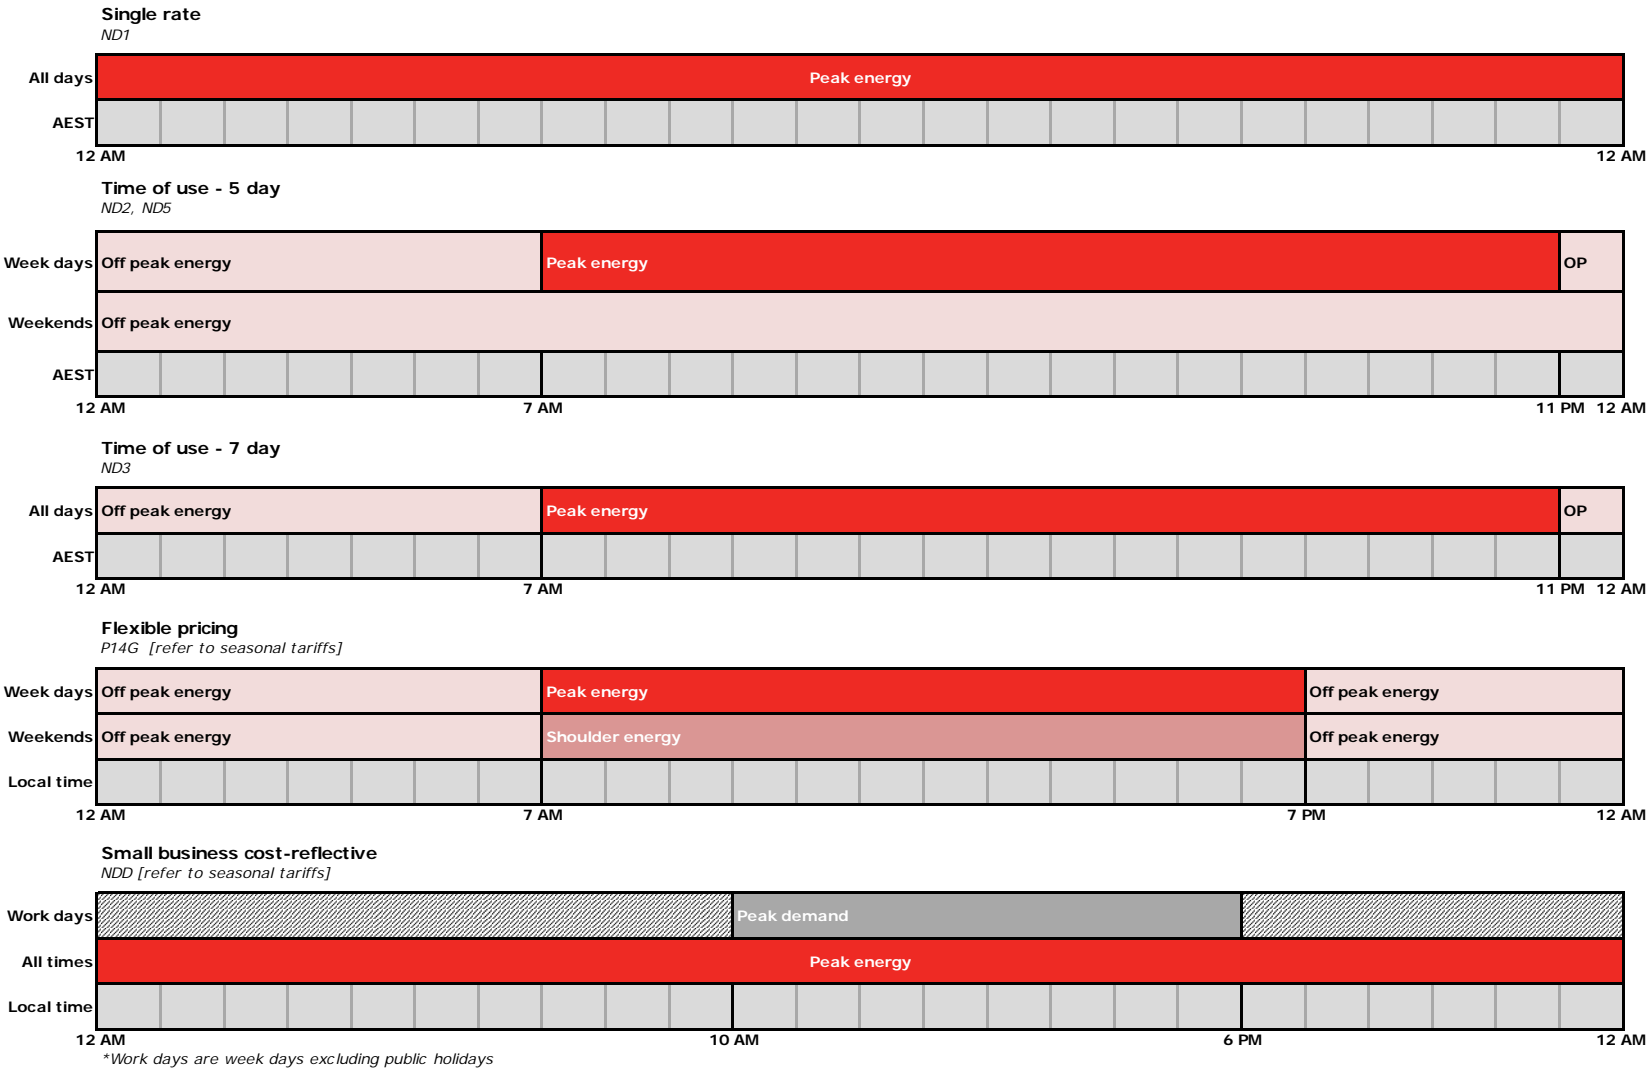 Single rate
ND1
All days Peak energy
AEST
12 AM 12 AM
Time of use - 5 day
ND2, ND5
Week days Off peak energy Peak energy OP
Weekends Off peak energy
AEST
12 AM 7 AM 11 PM 12 AM
Time of use - 7 day
ND3
All days Off peak energy Peak energy OP
AEST
12 AM 7 AM 11 PM 12 AM
Flexible pricing
P14G [refer to seasonal tariffs]
Week days Off peak energy Peak energy Off peak energy
Weekends Off peak energy Shoulder energy Off peak energy
Local time
12 AM 7 AM 7 PM 12 AM
Small business cost-reflective
NDD [refer to seasonal tariffs]
Work days Peak demand
All times Peak energy
Local time
12 AM 10 AM 6 PM 12 AM
*Work days are week days excluding public holidays